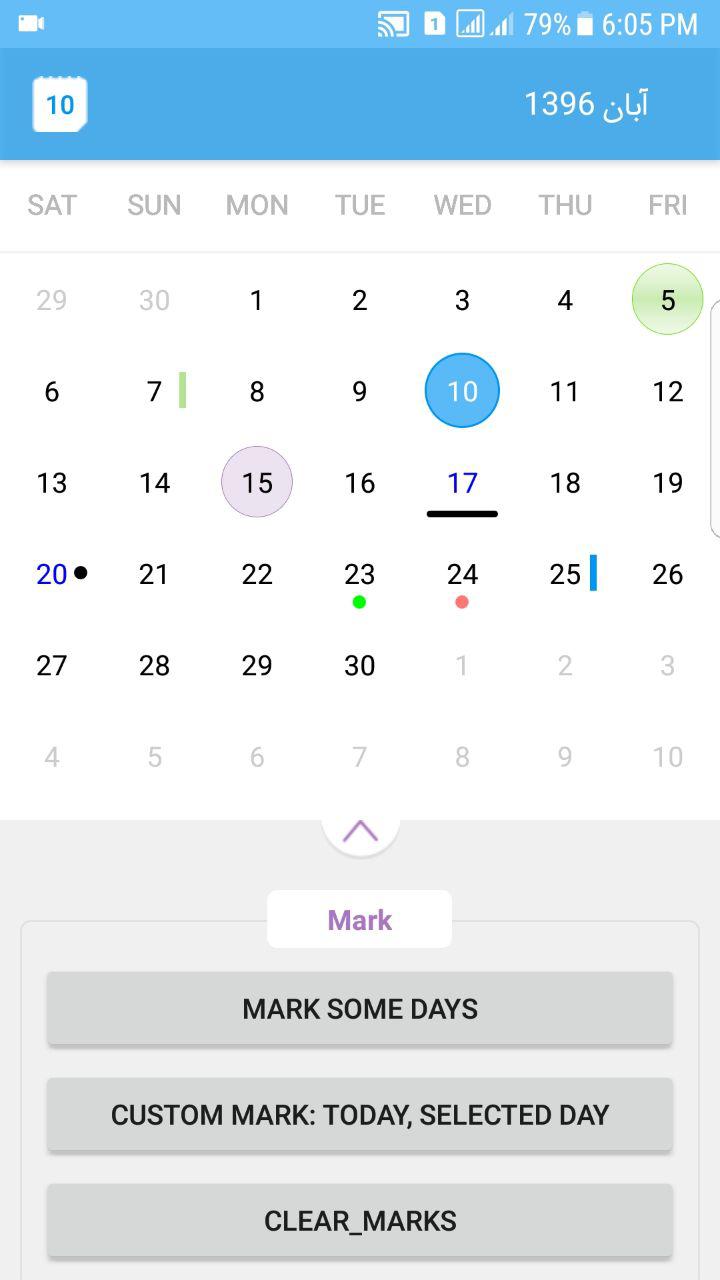 1 79% 6:05 PM
10 آبان 1396
SAT SUN MON TUE WED THU FRI
29 30 1 2 3 4 5
6 7 8 9 10 11 12
13 14 15 16 17 18 19
20 21 22 23 24 25 26
27 28 29 30 1 2 3
4 5 6 7 8 9 10
Mark
MARK SOME DAYS
CUSTOM MARK: TODAY, SELECTED DAY
CLEAR_MARKS